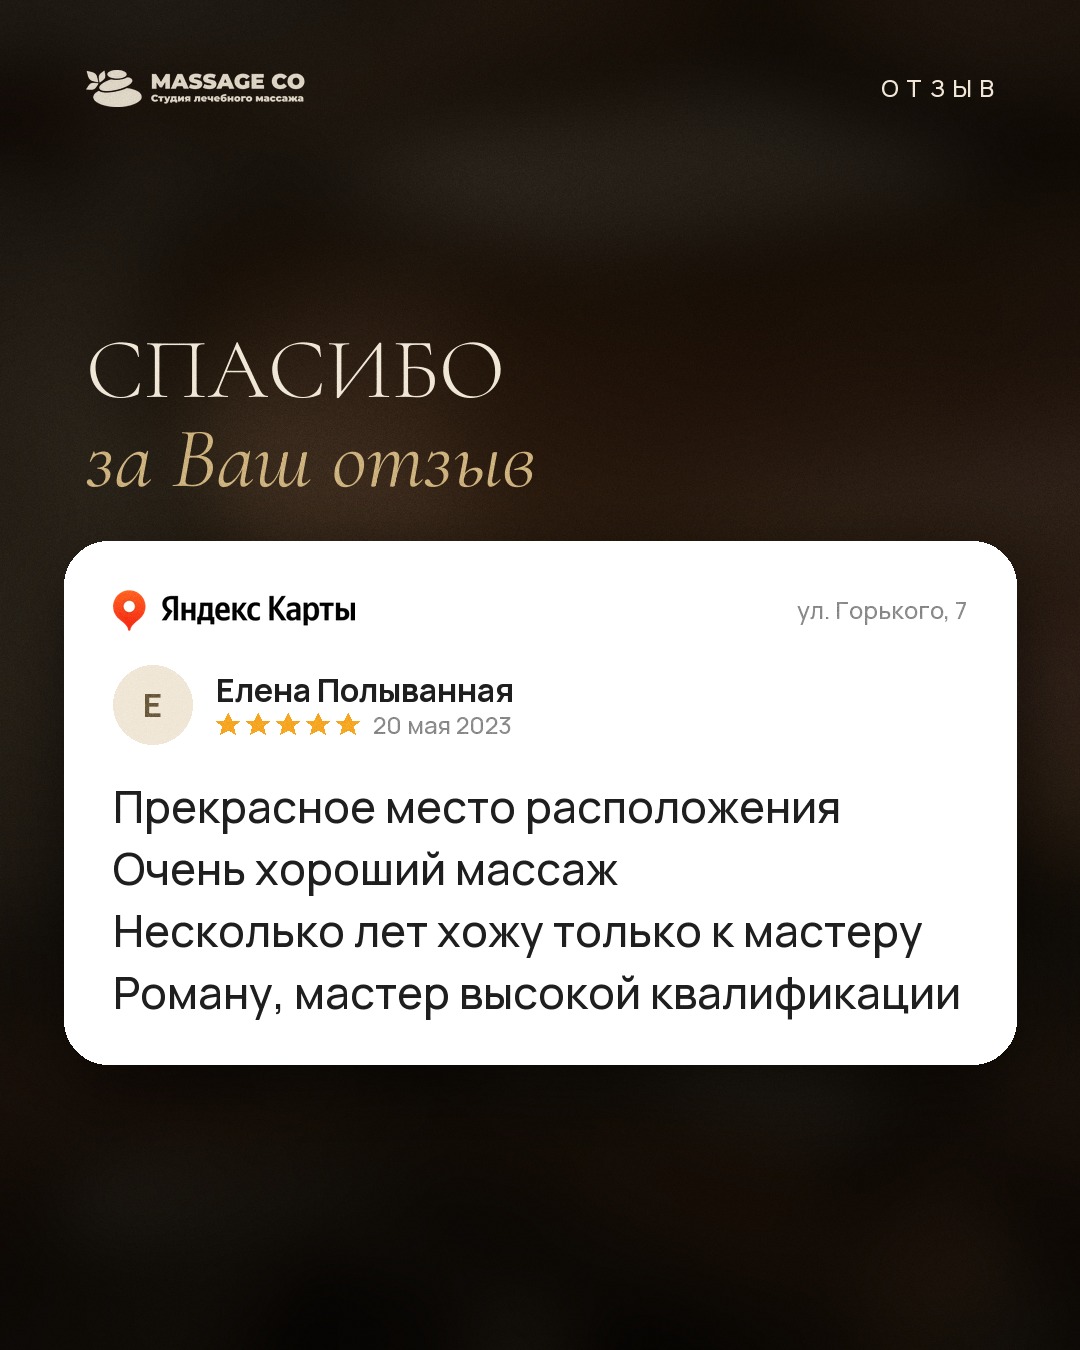 MASSAGE CO
Студия лечебного массажа
ОТЗЫВ
СПАСИБО
за Ваш отзыв
Яндекс Карты
ул. Горького, 7
Е
Елена Полыванная
20 мая 2023
Прекрасное место расположения
Очень хороший массаж
Несколько лет хожу только к мастеру
Роману, мастер высокой квалификации